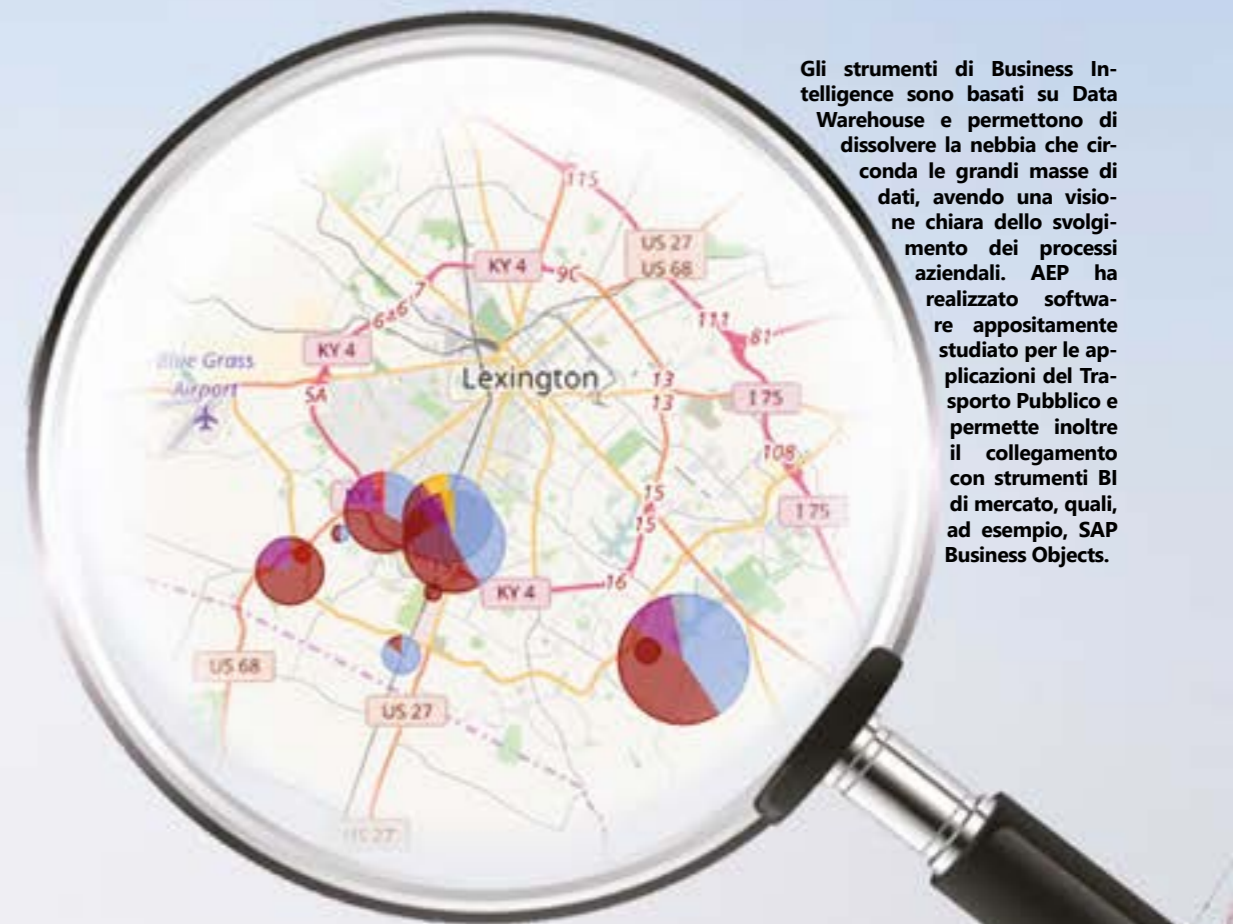 Gli strumenti di Business In-
telligence sono basati su Data
Warehouse e permettono di
dissolvere la nebbia che cir-
conda le grandi masse di
dati, avendo una visio-
ne chiara dello svolgi-
mento dei processi
aziendali. AEP ha
realizzato softwa-
re appositamente
studiato per le ap-
plicazioni del Tra-
sporto Pubblico e
permette inoltre
il collegamento
con strumenti BI
di mercato, quali,
ad esempio, SAP
Business Objects.
115
US 27
US 68
KY 4
9C
111
81
KY 4
Blue Grass
Airport
5A
Lexington
13
13
I 75
108
15
15
I 75
KY 4
16
US 68
US 27
US 27